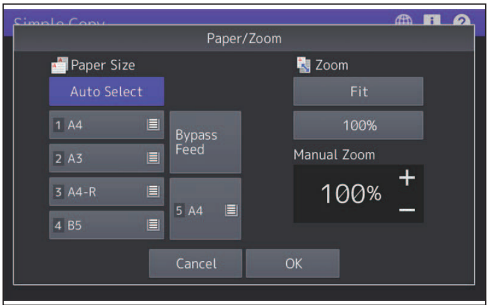 Simple Copy
Paper/Zoom
Paper Size
Auto Select
1 A4
2 A3
3 A4-R
4 B5
Bypass
Feed
5 A4
Zoom
Fit
100%
Manual Zoom
100%
+
−
Cancel
OK